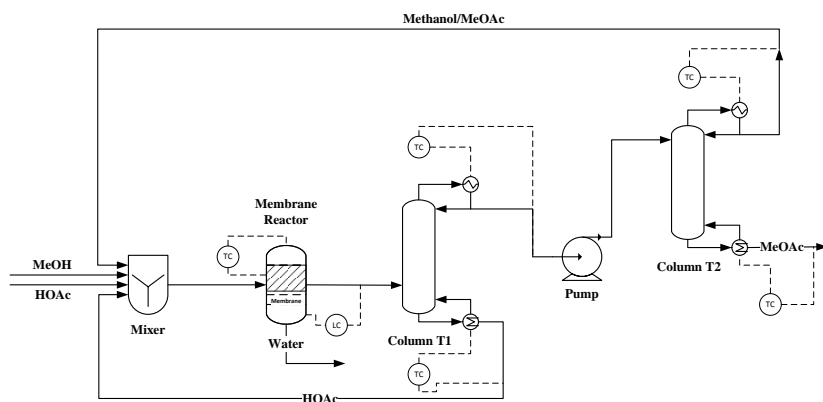 Methanol/MeOAc
TC
TC
Membrane
Reactor
TC
MeOH
HOAc
Membrane
MeOAc
Column T2
Pump
TC
Mixer
LC
Water
Column T1
TC
HOAc